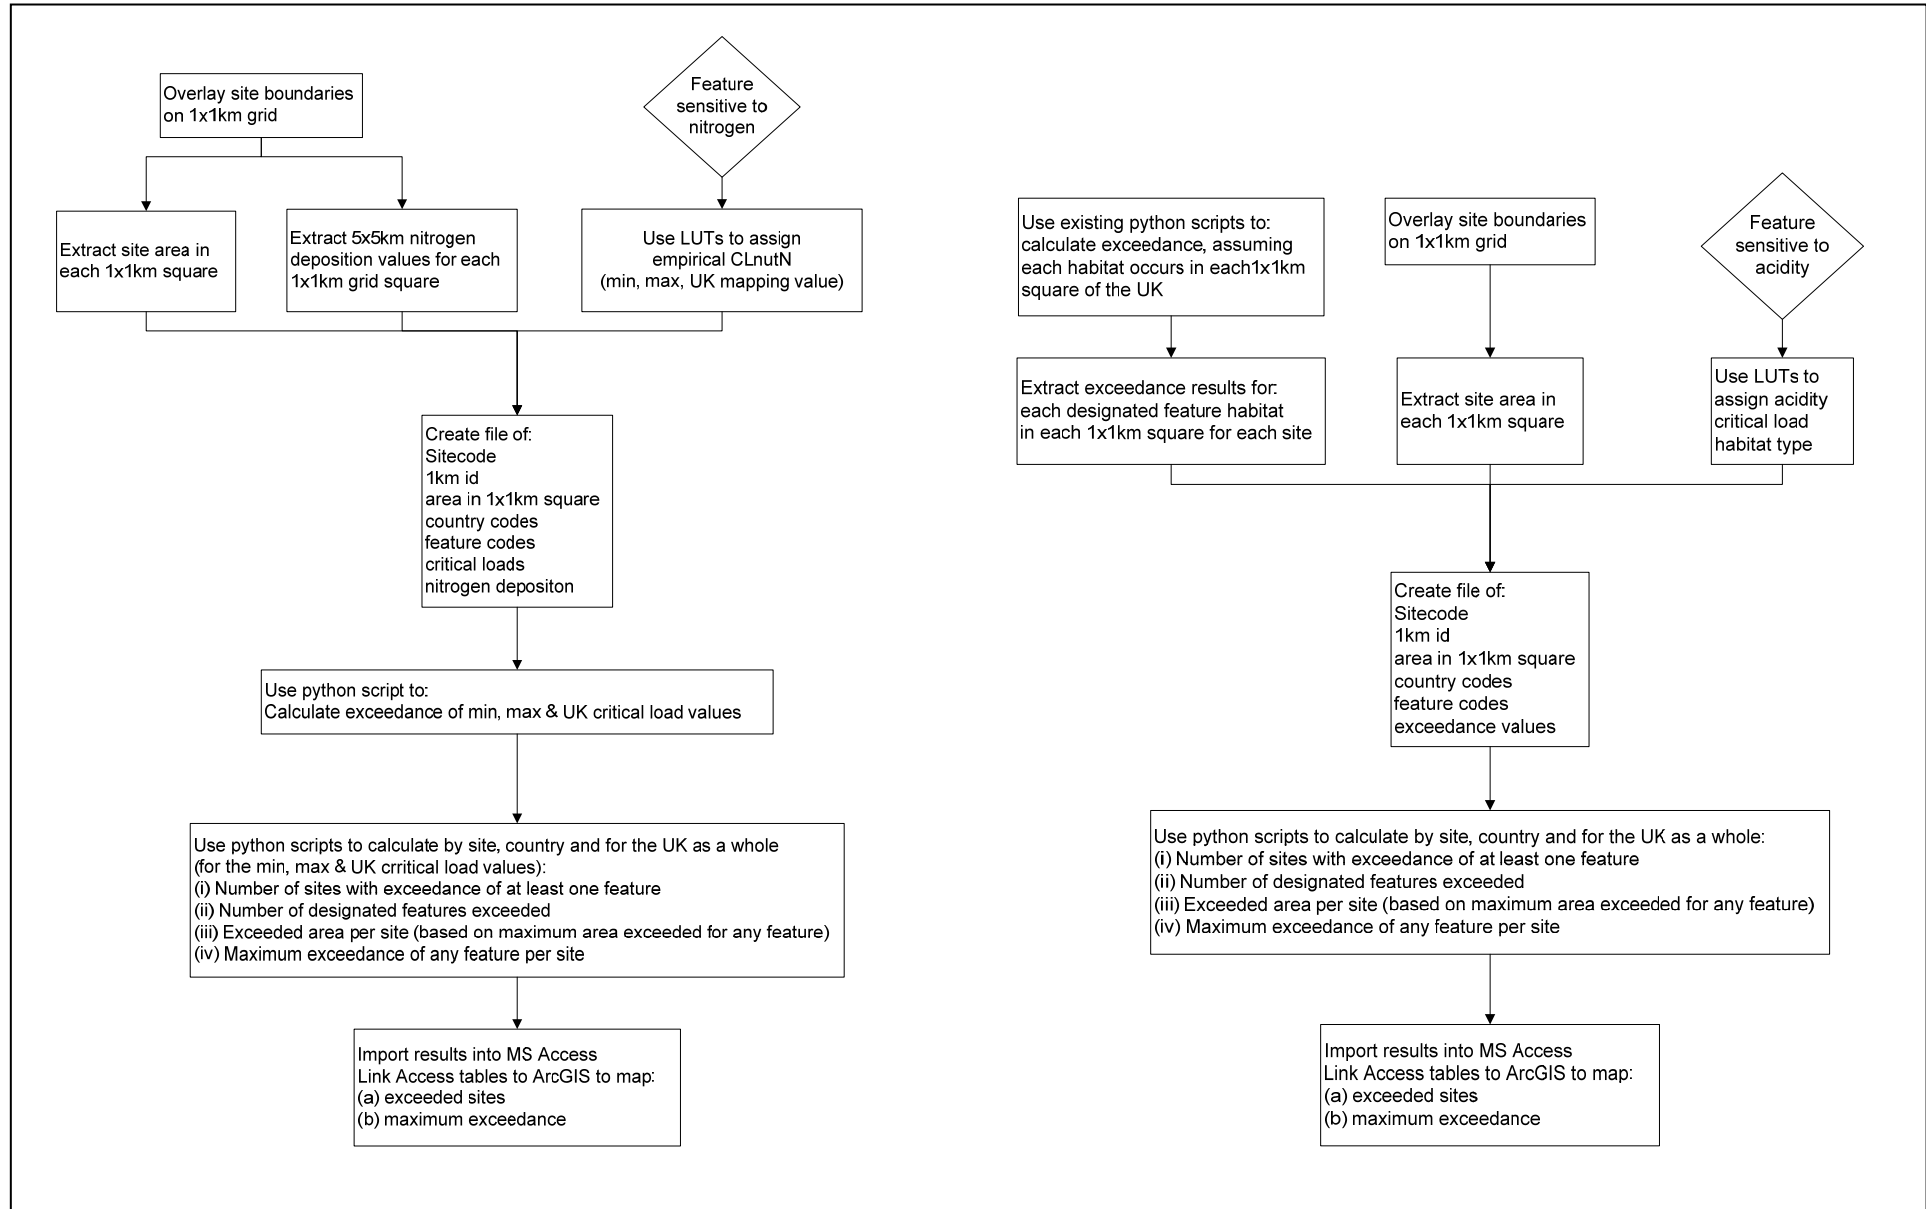 Overlay site boundaries
on 1x1km grid
Feature
sensitive to
nitrogen
Extract site area in
each 1x1km square
Extract 5x5km nitrogen
deposition values for each
1x1km grid square
Use LUTs to assign
empirical CLnutN
(min, max, UK mapping value)
Create file of:
Sitecode
1km id
area in 1x1km square
country codes
feature codes
critical loads
nitrogen depositon
Use python script to:
Calculate exceedance of min, max & UK critical load values
Use python scripts to calculate by site, country and for the UK as a whole
(for the min, max & UK crritical load values):
(i) Number of sites with exceedance of at least one feature
(ii) Number of designated features exceeded
(iii) Exceeded area per site (based on maximum area exceeded for any feature)
(iv) Maximum exceedance of any feature per site
Import results into MS Access
Link Access tables to ArcGIS to map:
(a) exceeded sites
(b) maximum exceedance
Use existing python scripts to:
calculate exceedance, assuming
each habitat occurs in each1x1km
square of the UK
Overlay site boundaries
on 1x1km grid
Feature
sensitive to
acidity
Extract exceedance results for:
each designated feature habitat
in each 1x1km square for each site
Extract site area in
each 1x1km square
Use LUTs to
assign acidity
critical load
habitat type
Create file of:
Sitecode
1km id
area in 1x1km square
country codes
feature codes
exceedance values
Use python scripts to calculate by site, country and for the UK as a whole:
(i) Number of sites with exceedance of at least one feature
(ii) Number of designated features exceeded
(iii) Exceeded area per site (based on maximum area exceeded for any feature)
(iv) Maximum exceedance of any feature per site
Import results into MS Access
Link Access tables to ArcGIS to map:
(a) exceeded sites
(b) maximum exceedance